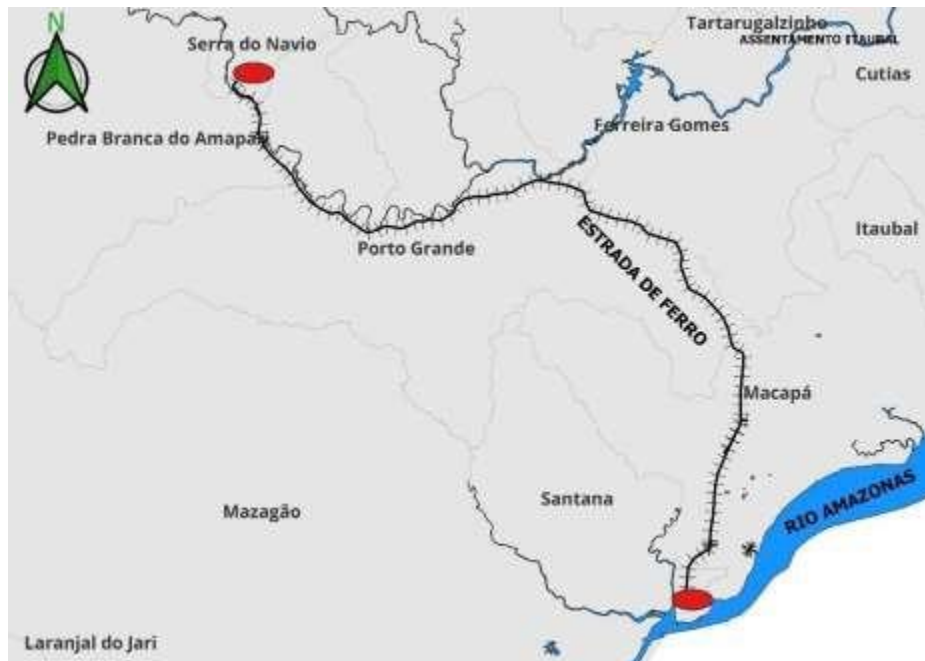 N
Tartarugalzinho
ASSENTAMENTO ITAUBAL
Serra do Navio
Cutias
Ferreira Gomes
Pedra Branca do Amapari
Itaubal
Porto Grande
ESTRADA DE FERRO
Macapá
Santana
RIO AMAZONAS
Mazagão
Laranjal do Jari